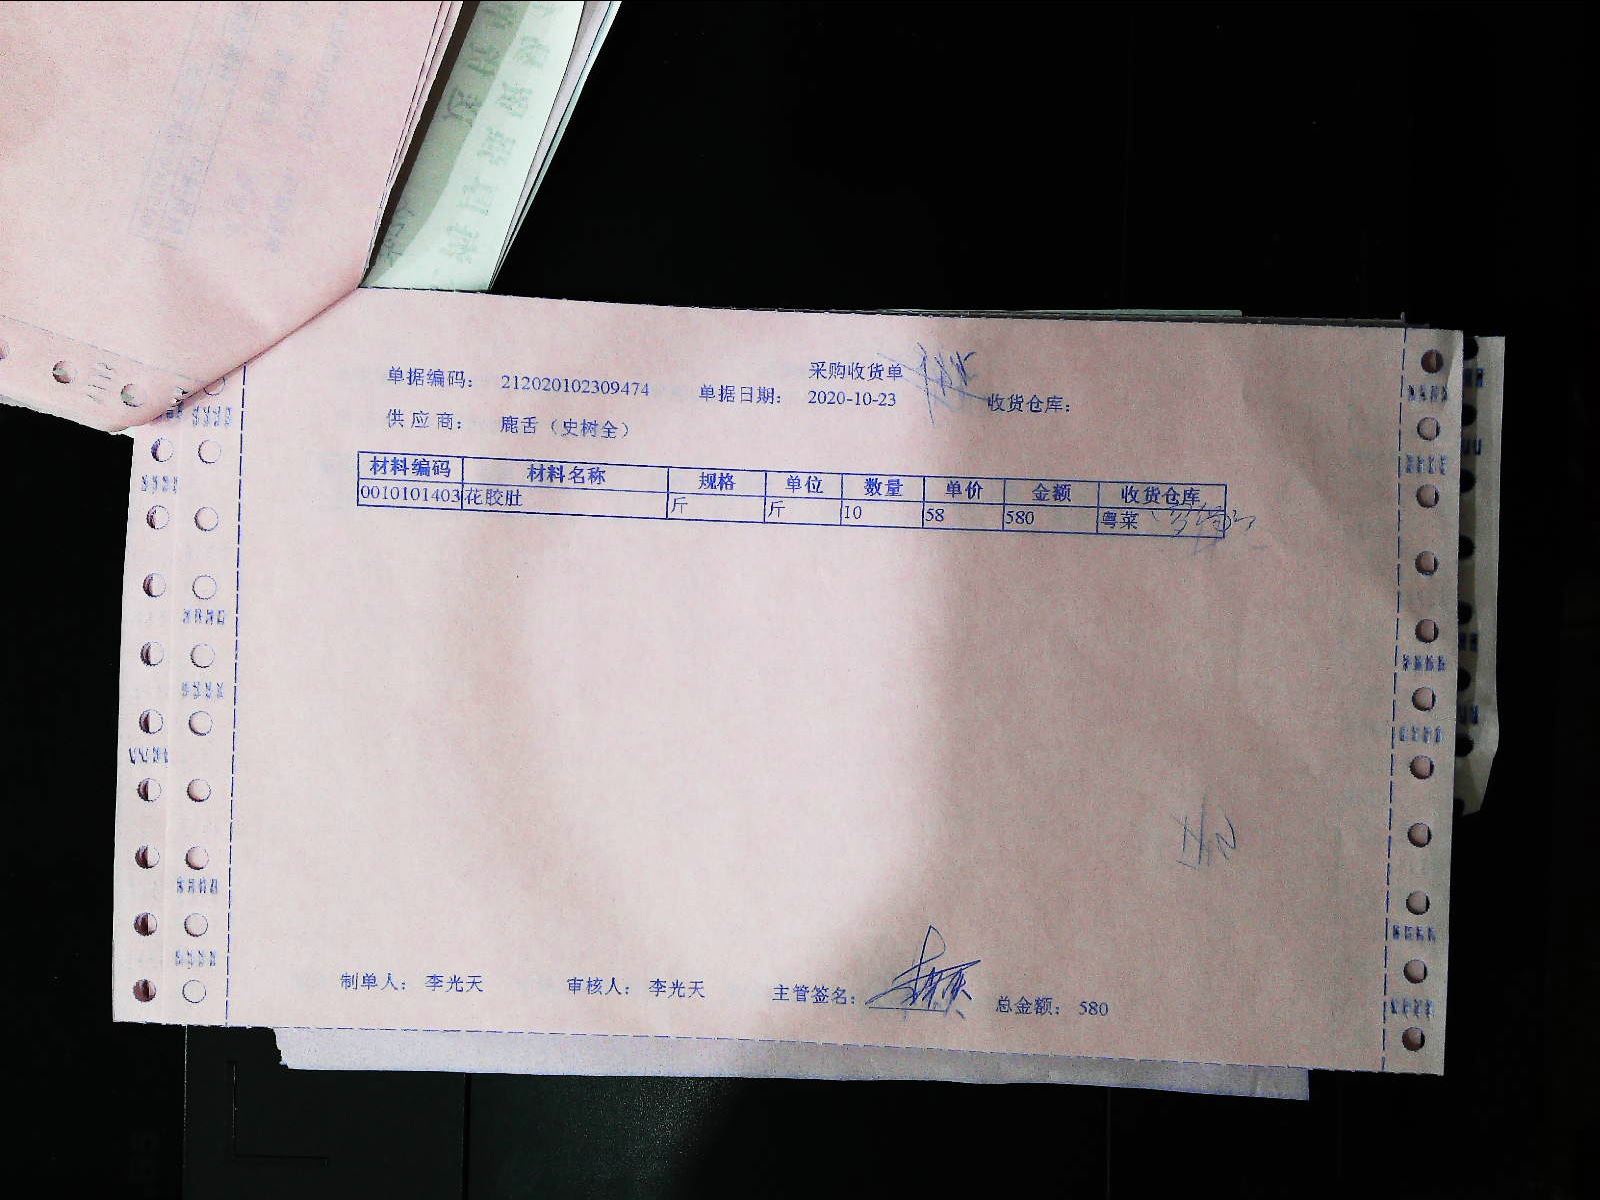 采购收货单
单据编码: 212020102309474 单据日期: 2020-10-23 收货仓库:
供应商: 鹿舌（史树全）
材料编码 材料名称 规格 单位 数量 单价 金额 收货仓库
0010101403 花胶肚 斤 斤 10 58 580 粤菜
制单人: 李光天 审核人: 李光天 主管签名: 总金额: 580